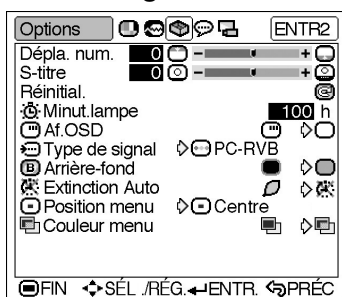 Options ENTR2
Dépla. num. 0 – +
S-titre 0 – +
Réinitial.
Minut.lampe 100 h
Af.OSD
Type de signal PC-RVB
B Arrière-fond
Extinction Auto
Position menu Centre
Couleur menu
FIN SÉL ./RÉG. ENTR. PRÉC